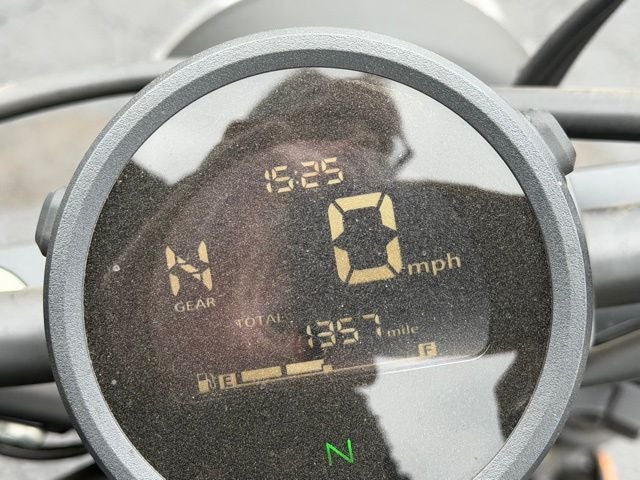 15:25
0 mph
N
GEAR
TOTAL 1357 mile
E F
N